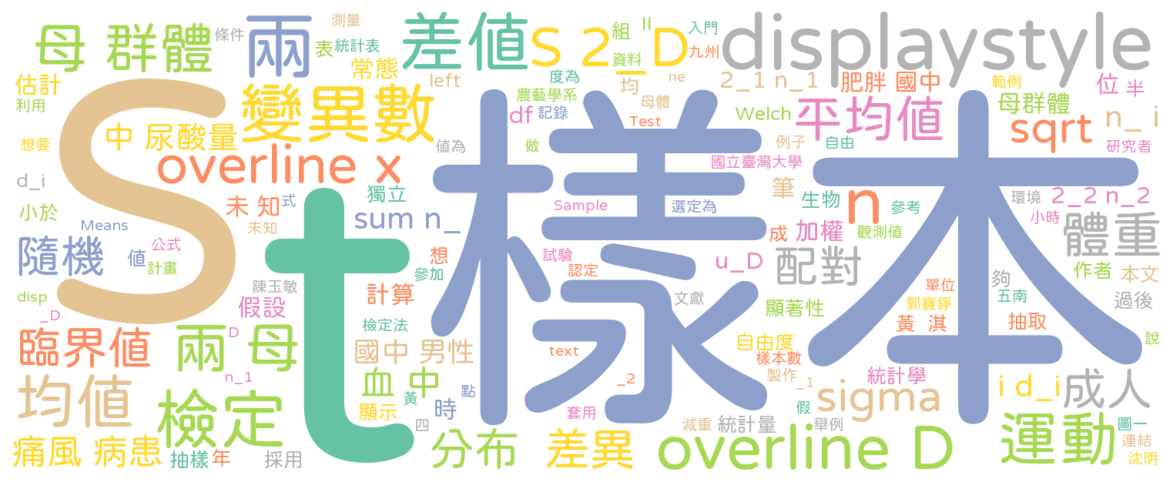 條件
測量
母 群體
兩
差值
S 2_D
displaystyle
組
II
入門
表
統計表
資料
九州
估計
常態
left
度為
均
ne
2_1 n_1
肥胖 國中
範例
位
半
利用
變異數
農藝學系
母體
母群體
中 尿酸量
df
記錄
Test
Welch
平均值
n_ i
想要
overline x
值為
做
例子
自由
sqrt
研究者
國立臺灣大學
d_i
獨立
筆
生物
環境
2_2 n_2
小於
未 知
式
sum n_
Sample
選定為
n
參考
小時
Means
未知
成
加權
觀測值
體重
S
t
樣本
隨機
公式
值
計畫
想
試驗
u_D
配對
作者
本文
參加
認定
夠
過後
disp
陳玉敏
計算
文獻
顯著性
單位
五南
_D
假設
郭寶錚
黃 淇
抽取
D
檢定法
自由度
說
臨界值
兩 母
國中 男性
text
樣本數
n_1
血 中
黃
點
_2
製作
_1
統計學
i d_i
成人
均值
檢定
顯示
時
套用
假
sigma
四
減重
統計量
舉例
運動
圖一
痛風 病患
抽樣
年
採用
分布
差異
overline D
連結
沈明